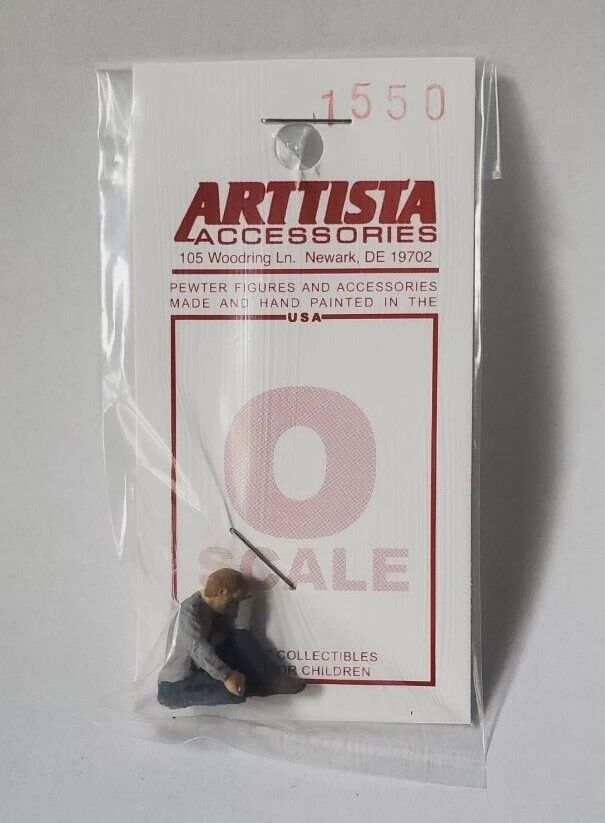 1550
ARTTISTA
ACCESSORIES
105 Woodring Ln. Newark, DE 19702
PEWTER FIGURES AND ACCESSORIES
MADE AND HAND PAINTED IN THE
USA
O
SCALE
COLLECTIBLES
CHILDREN